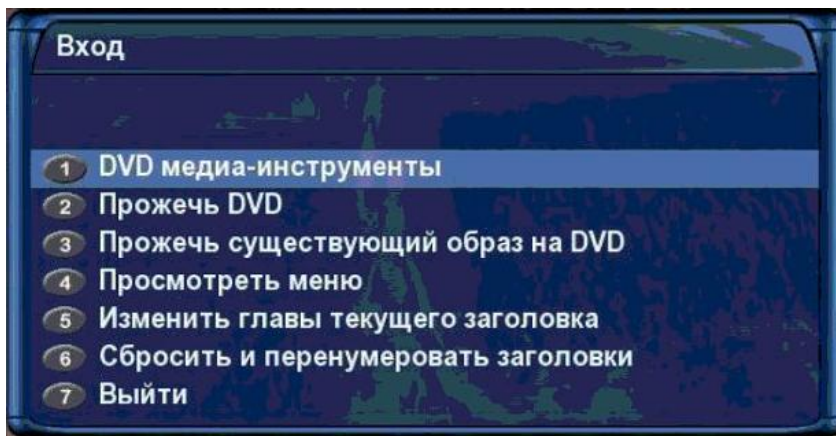 Вход
1 DVD медиа-инструменты
2 Прожечь DVD
3 Прожечь существующий образ на DVD
4 Просмотреть меню
5 Изменить главы текущего заголовка
6 Сбросить и перенумеровать заголовки
7 Выйти